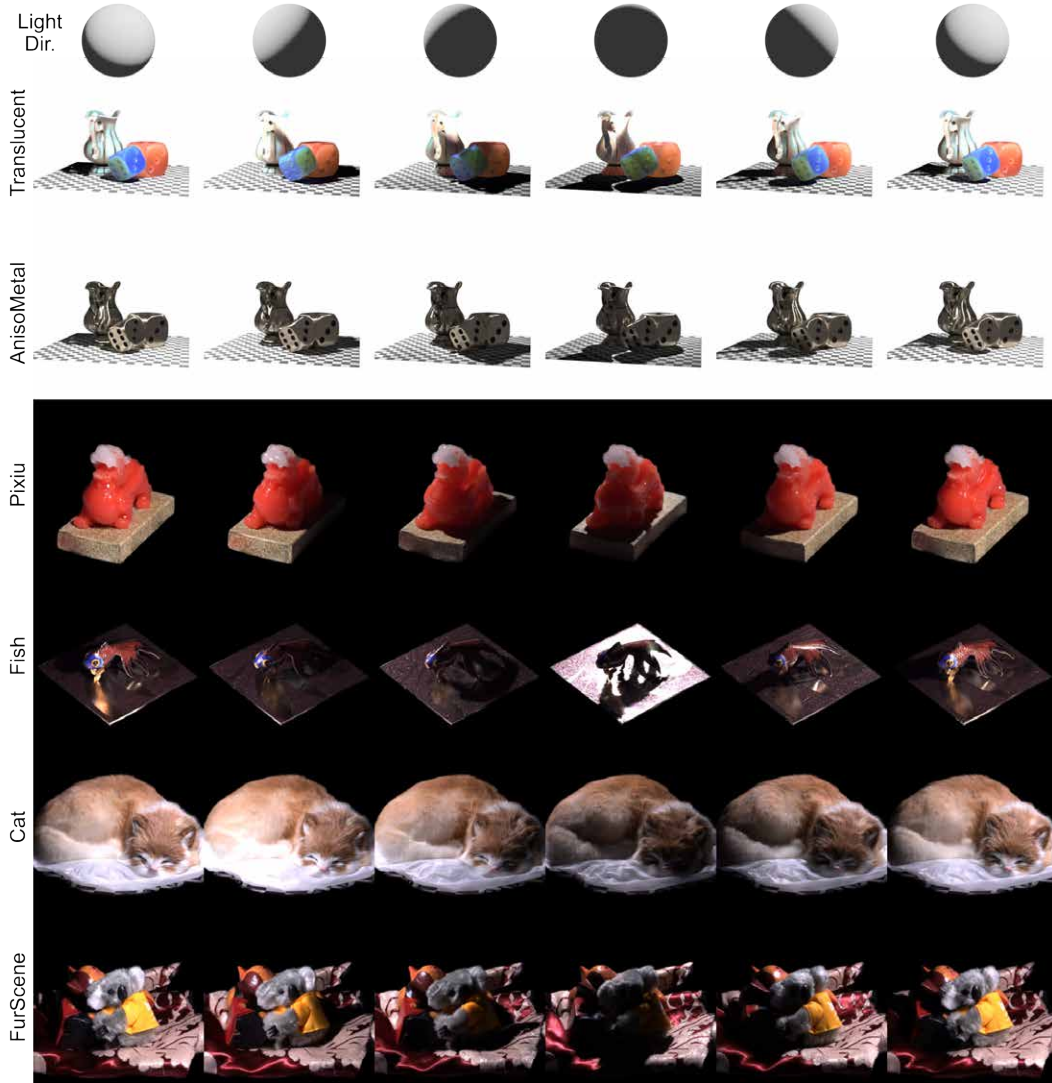 Light
Dir.
Translucent
AnisoMetal
Pixiu
Fish
Cat
FurScene